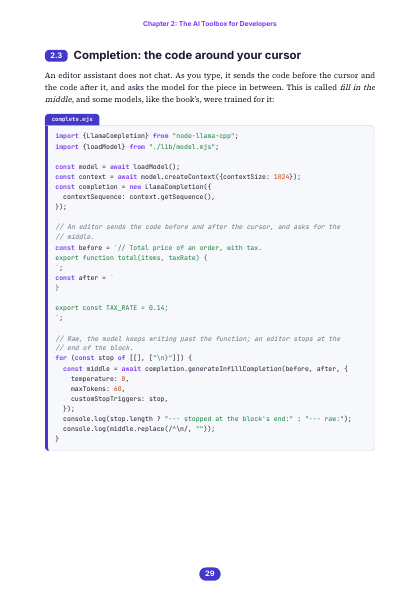 Chapter 2: The AI Toolbox for Developers
2.3 Completion: the code around your cursor
An editor assistant does not chat. As you type, it sends the code before the cursor and
the code after it, and asks the model for the piece in between. This is called fill in the
middle, and some models, like the book's, were trained for it:
complete.mjs
import {LlamaCompletion} from "node-llama-cpp";
import {loadModel} from "./lib/model.mjs";
const model = await loadModel();
const context = await model.createContext({contextSize: 1024});
const completion = new LlamaCompletion({
  contextSequence: context.getSequence(),
});
// An editor sends the code before and after the cursor, and asks for the
// middle.
const before = `// Total price of an order, with tax.
export function total(items, taxRate) {
`;
const after = `
}
export const TAX_RATE = 0.14;
`;
// Raw, the model keeps writing past the function; an editor stops at the
// end of the block.
for (const stop of [[], ["\n}"]]) {
  const middle = await completion.generateInfillCompletion(before, after, {
    temperature: 0,
    maxTokens: 60,
    customStopTriggers: stop,
  });
  console.log(stop.length ? "--- stopped at the block's end:" : "--- raw:");
  console.log(middle.replace(/^\n/, ""));
}
29